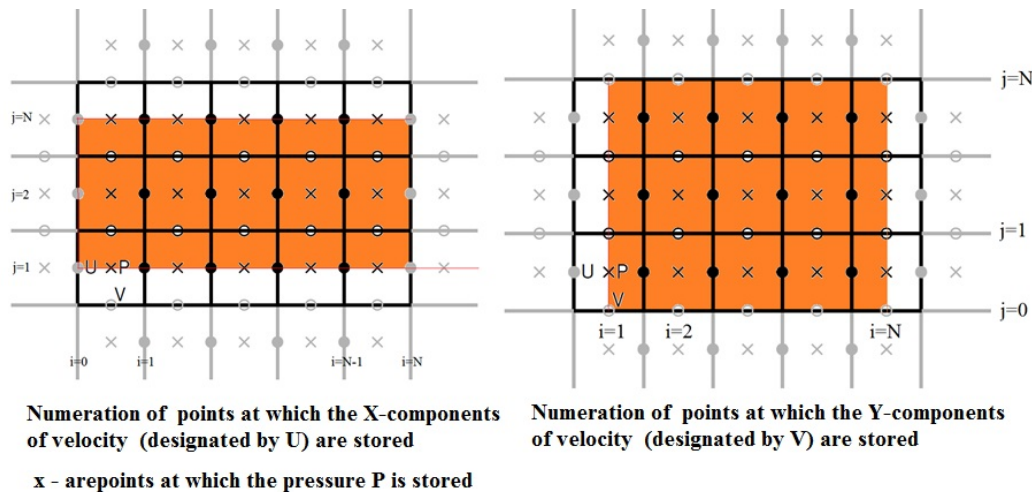 j=N
j=2
j=1
U P
V
i=0 i=1 i=N-1 i=N
j=N
j=1
j=0
U P
V
i=1 i=2 i=N
Numeration of points at which the X-components
of velocity (designated by U) are stored
x - arepoints at which the pressure P is stored
Numeration of points at which the Y-components
of velocity (designated by V) are stored